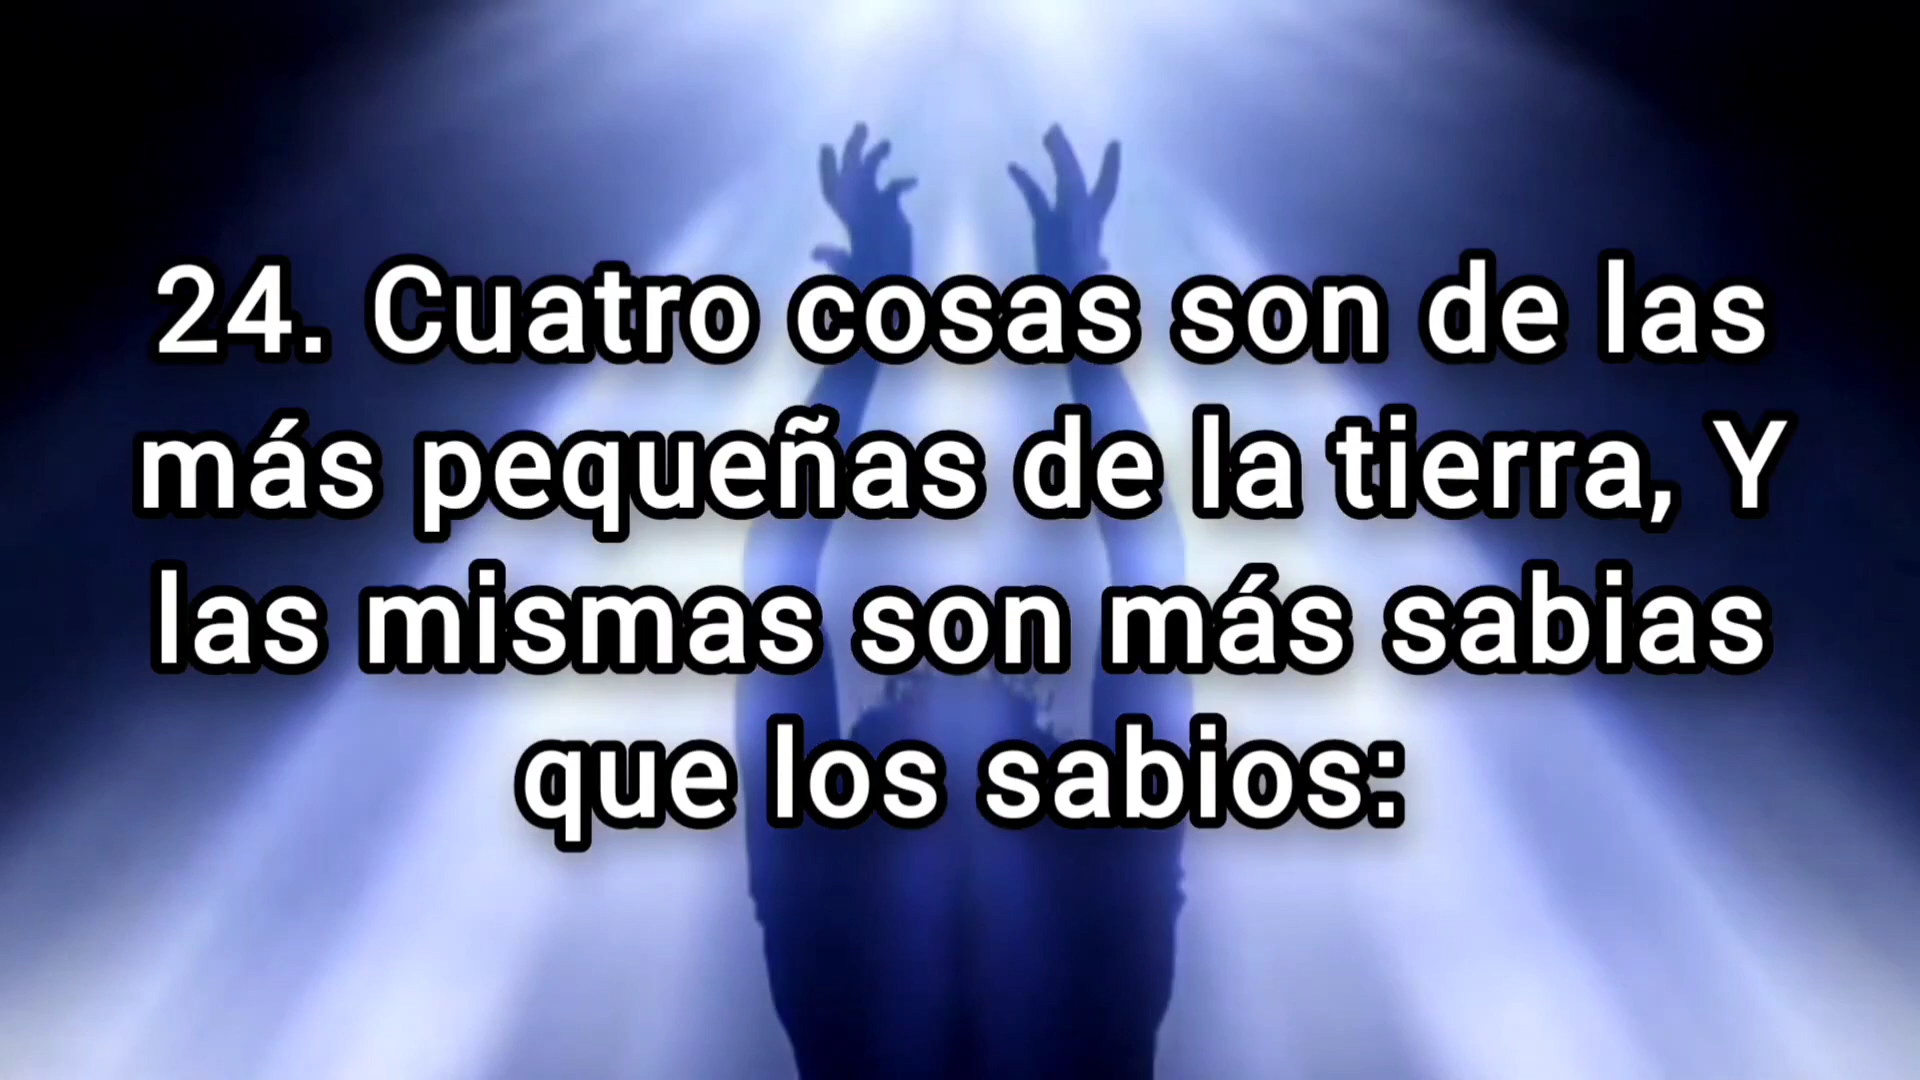 24. Cuatro cosas son de las
más pequeñas de la tierra, Y
las mismas son más sabias
que los sabios: